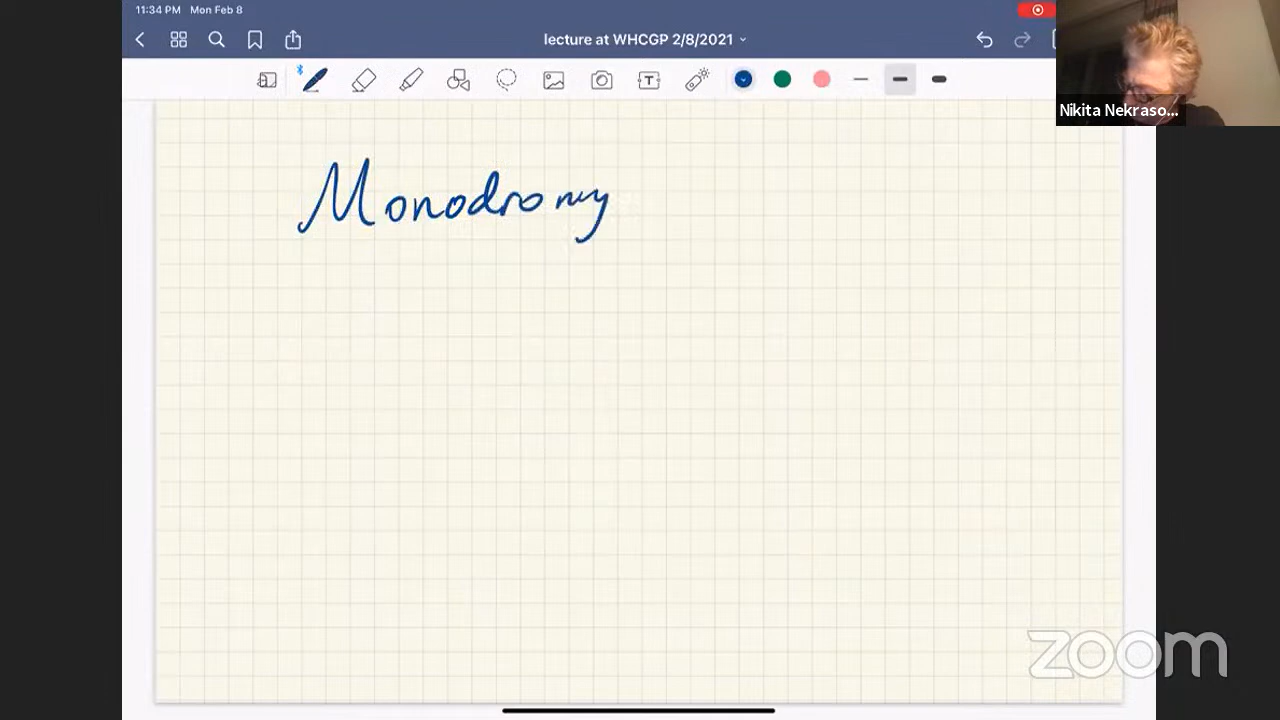 11:34 PM Mon Feb 8
lecture at WHCGP 2/8/2021
T
Nikita Nekraso...
Monodromy
zoom